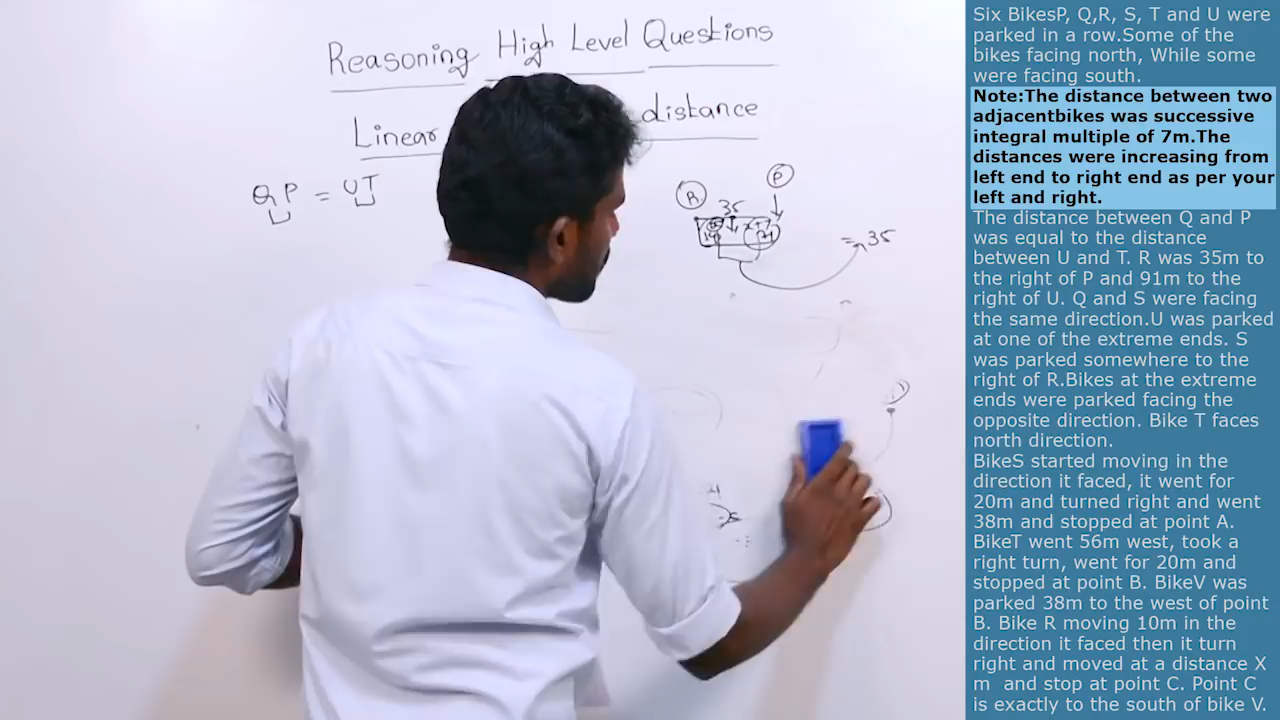 Reasoning High Level Questions
Linear distance
QP = UT
R
P
35
= 35
Six BikesP, Q,R, S, T and U were
parked in a row.Some of the
bikes facing north, While some
were facing south.
Note:The distance between two
adjacentbikes was successive
integral multiple of 7m.The
distances were increasing from
left end to right end as per your
left and right.
The distance between Q and P
was equal to the distance
between U and T. R was 35m to
the right of P and 91m to the
right of U. Q and S were facing
the same direction.U was parked
at one of the extreme ends. S
was parked somewhere to the
right of R.Bikes at the extreme
ends were parked facing the
opposite direction. Bike T faces
north direction.
BikeS started moving in the
direction it faced, it went for
20m and turned right and went
38m and stopped at point A.
BikeT went 56m west, took a
right turn, went for 20m and
stopped at point B. BikeV was
parked 38m to the west of point
B. Bike R moving 10m in the
direction it faced then it turn
right and moved at a distance X
m and stop at point C. Point C
is exactly to the south of bike V.